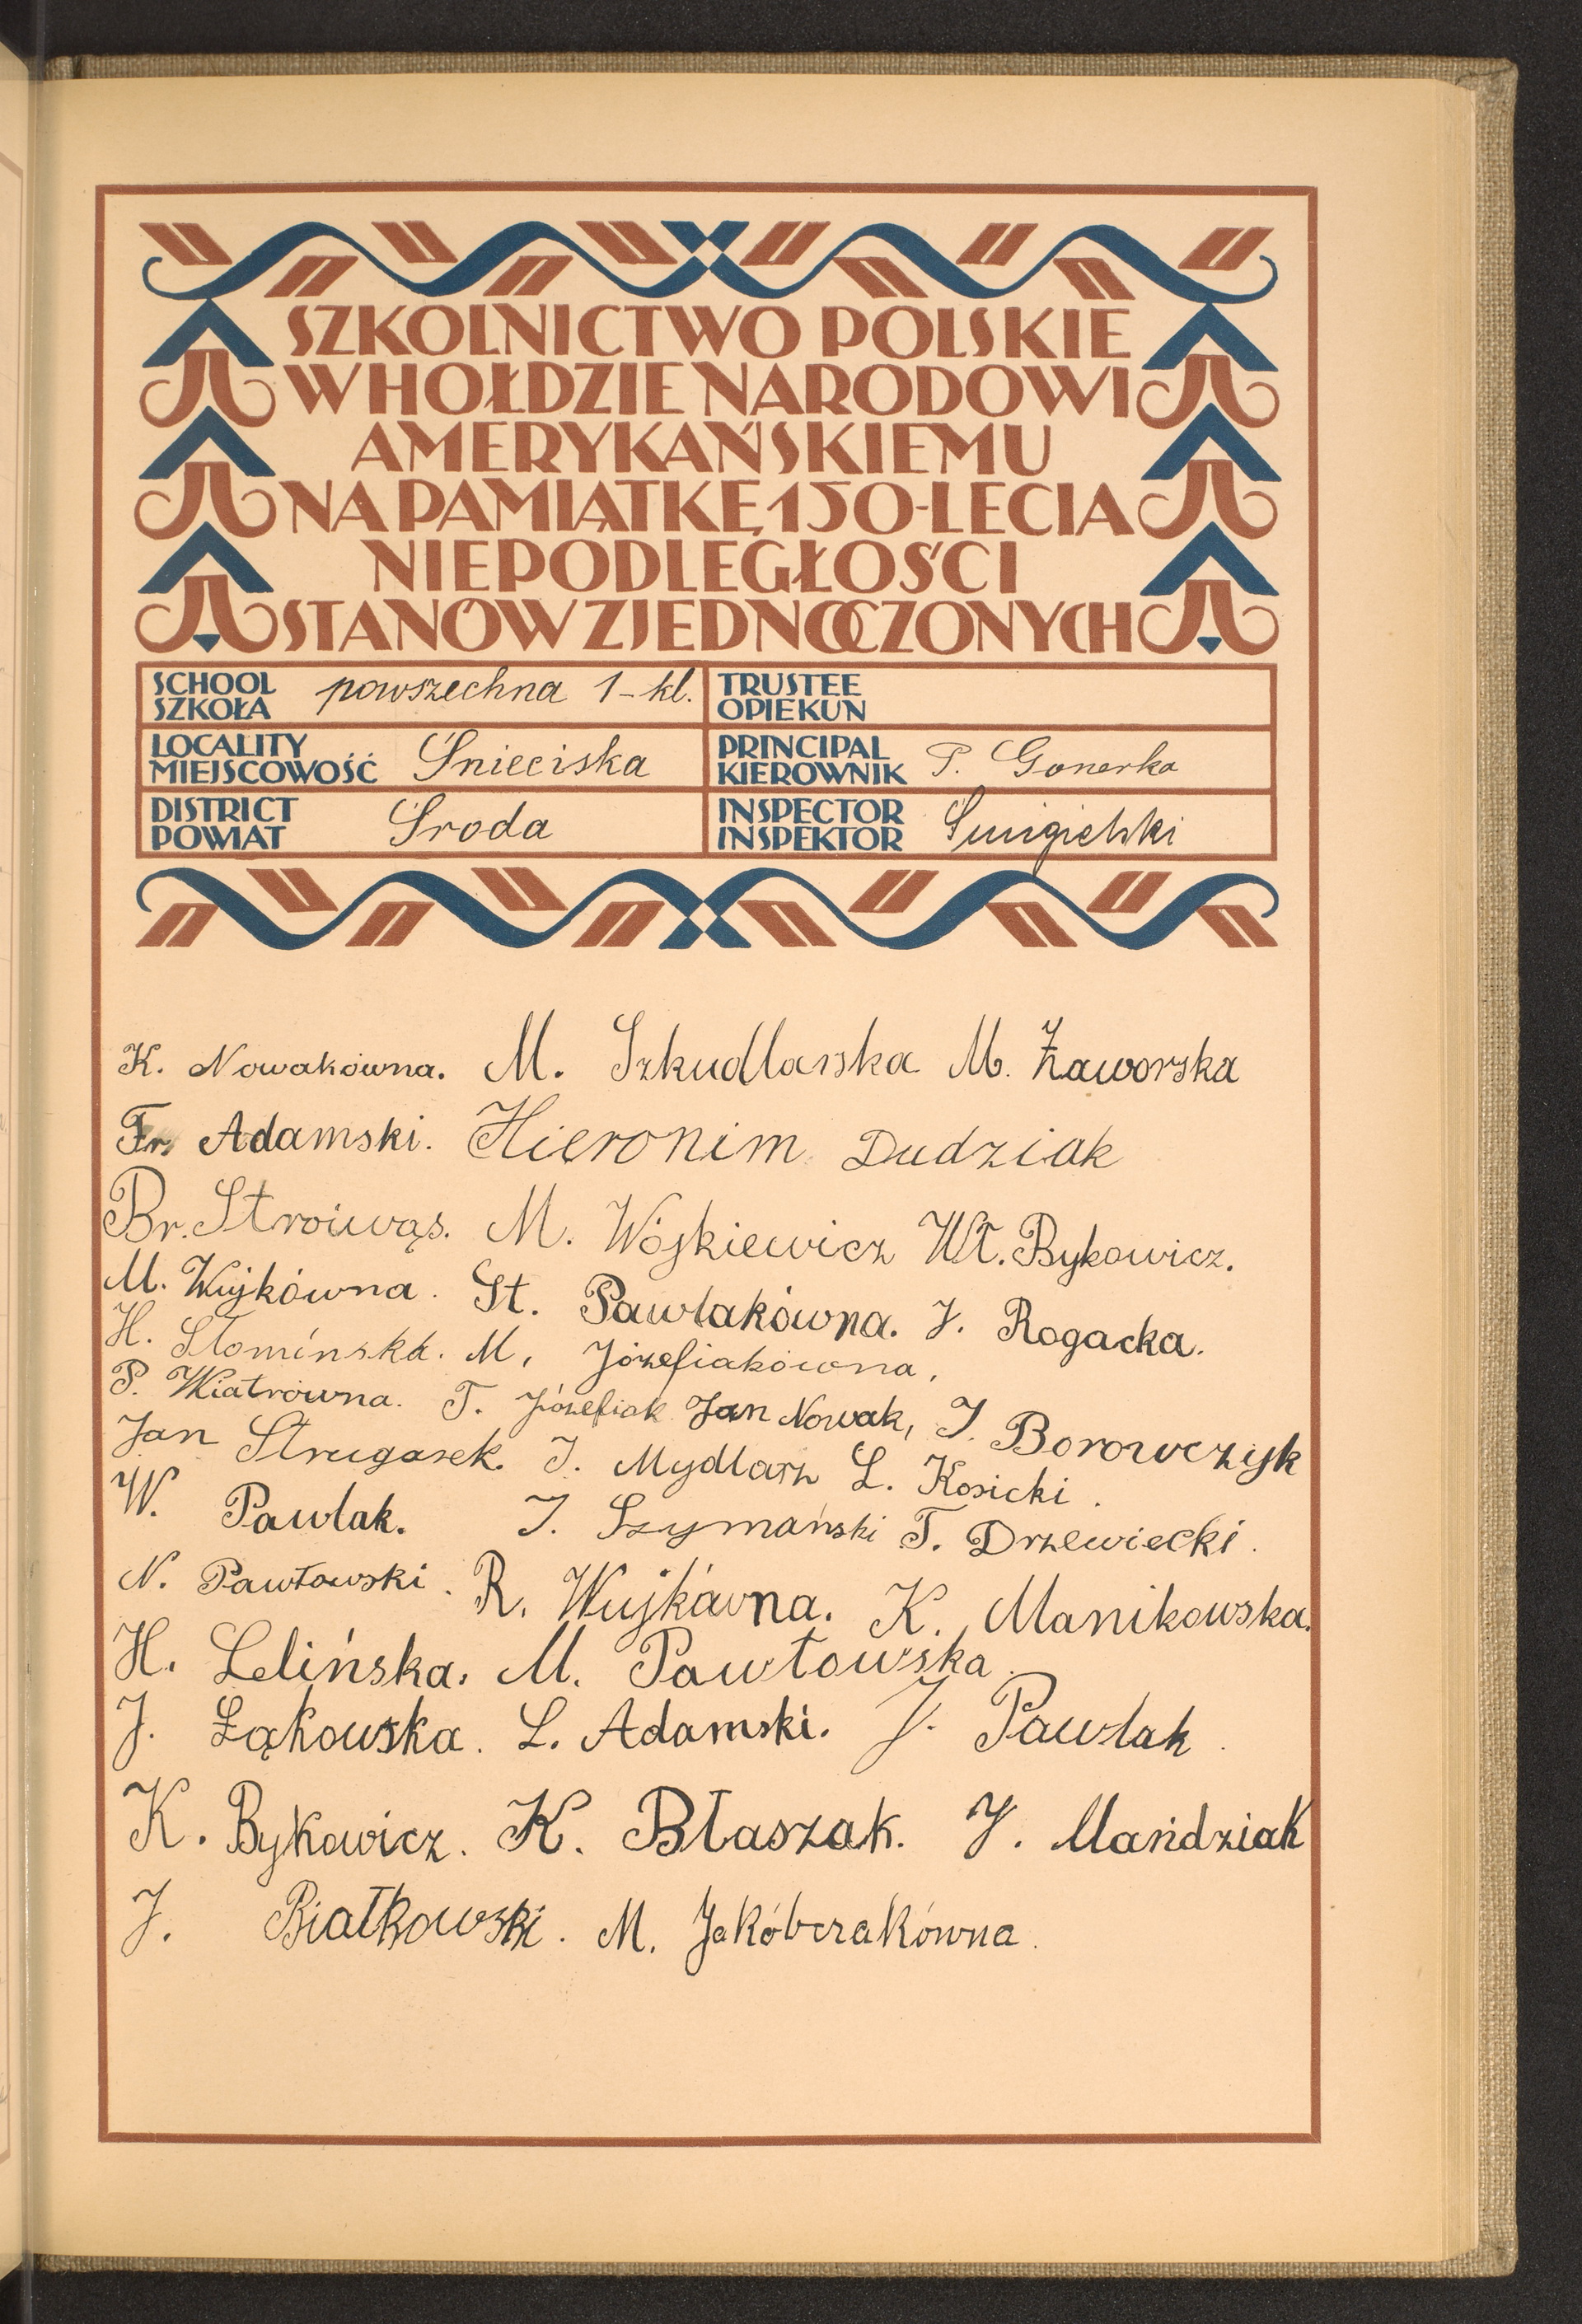 SZKOLNICTWO POLSKIE
W HOŁDZIE NARODOWI
AMERYKAŃSKIEMU
NA PAMIĄTKĘ 150-LECIA
NIEPODLEGŁOŚCI
STANÓW ZJEDNOCZONYCH
SCHOOL SZKOŁA powszechna 1-kl.
TRUSTEE OPIEKUN
LOCALITY MIEJSCOWOŚĆ Śnieciska
PRINCIPAL KIEROWNIK P. Gonerka
DISTRICT POWIAT Środa
INSPECTOR INSPEKTOR Śmigielski
K. Nowakówna. M. Szkudlarska M. Zaworska
Fr. Adamski. Hieronim Dudziak
Br. Stroiwąs. M. Wójkiewicz Wł. Bykowicz.
M. Wujkówna. St. Pawlakówna. J. Rogacka.
H. Słomińska. M. Józefiakówna,
P. Wiatrówna. T. Józefiak Jan Nowak, J. Borowczyk
Jan Strugarek. J. Mydlarz L. Kosicki.
W. Pawlak. J. Szymański T. Drzewiecki.
N. Pawłowski. R. Wujkówna. K. Manikowska.
H. Lelińska. M. Pawłowska.
J. Łąkowska. L. Adamski. J. Pawlak.
K. Bykowicz. K. Błaszak. J. Mańdziak
J. Białkowski. M. Jakóbczakówna.